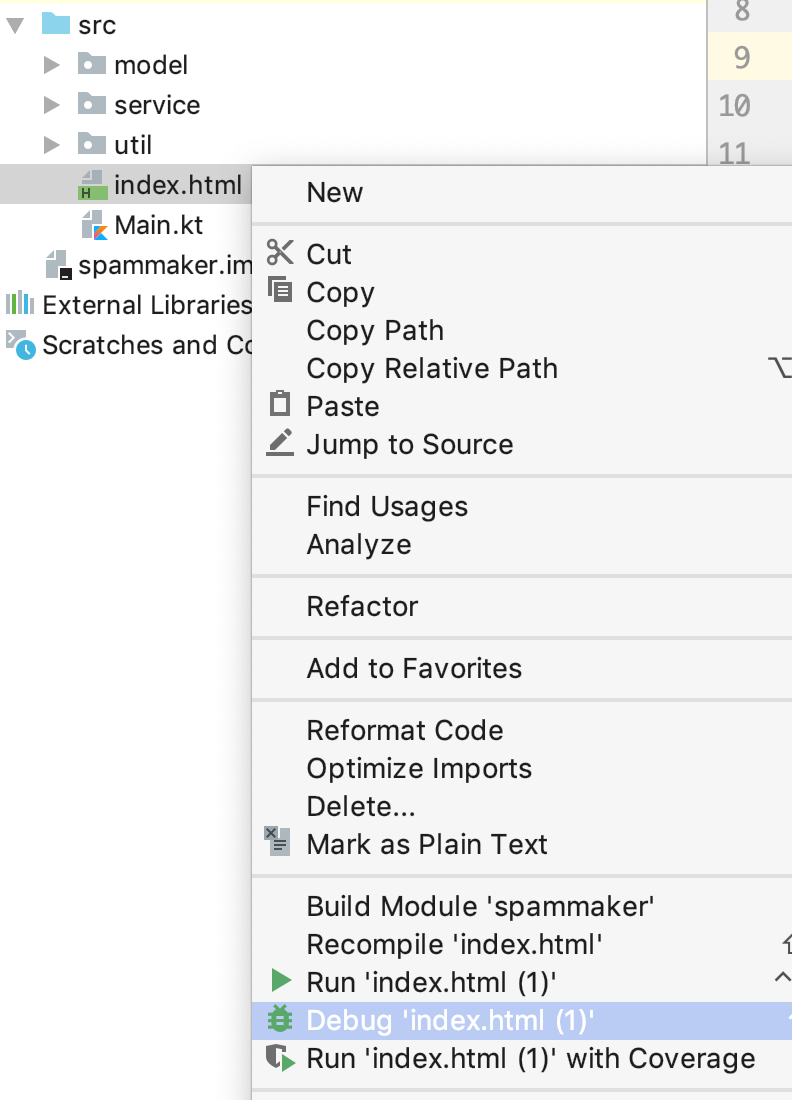 src
model
service
util
index.html
Main.kt
spammaker.im
External Libraries
Scratches and Co
8
9
10
11
New
Cut
Copy
Copy Path
Copy Relative Path
Paste
Jump to Source
Find Usages
Analyze
Refactor
Add to Favorites
Reformat Code
Optimize Imports
Delete...
Mark as Plain Text
Build Module 'spammaker'
Recompile 'index.html'
Run 'index.html (1)'
Debug 'index.html (1)'
Run 'index.html (1)' with Coverage